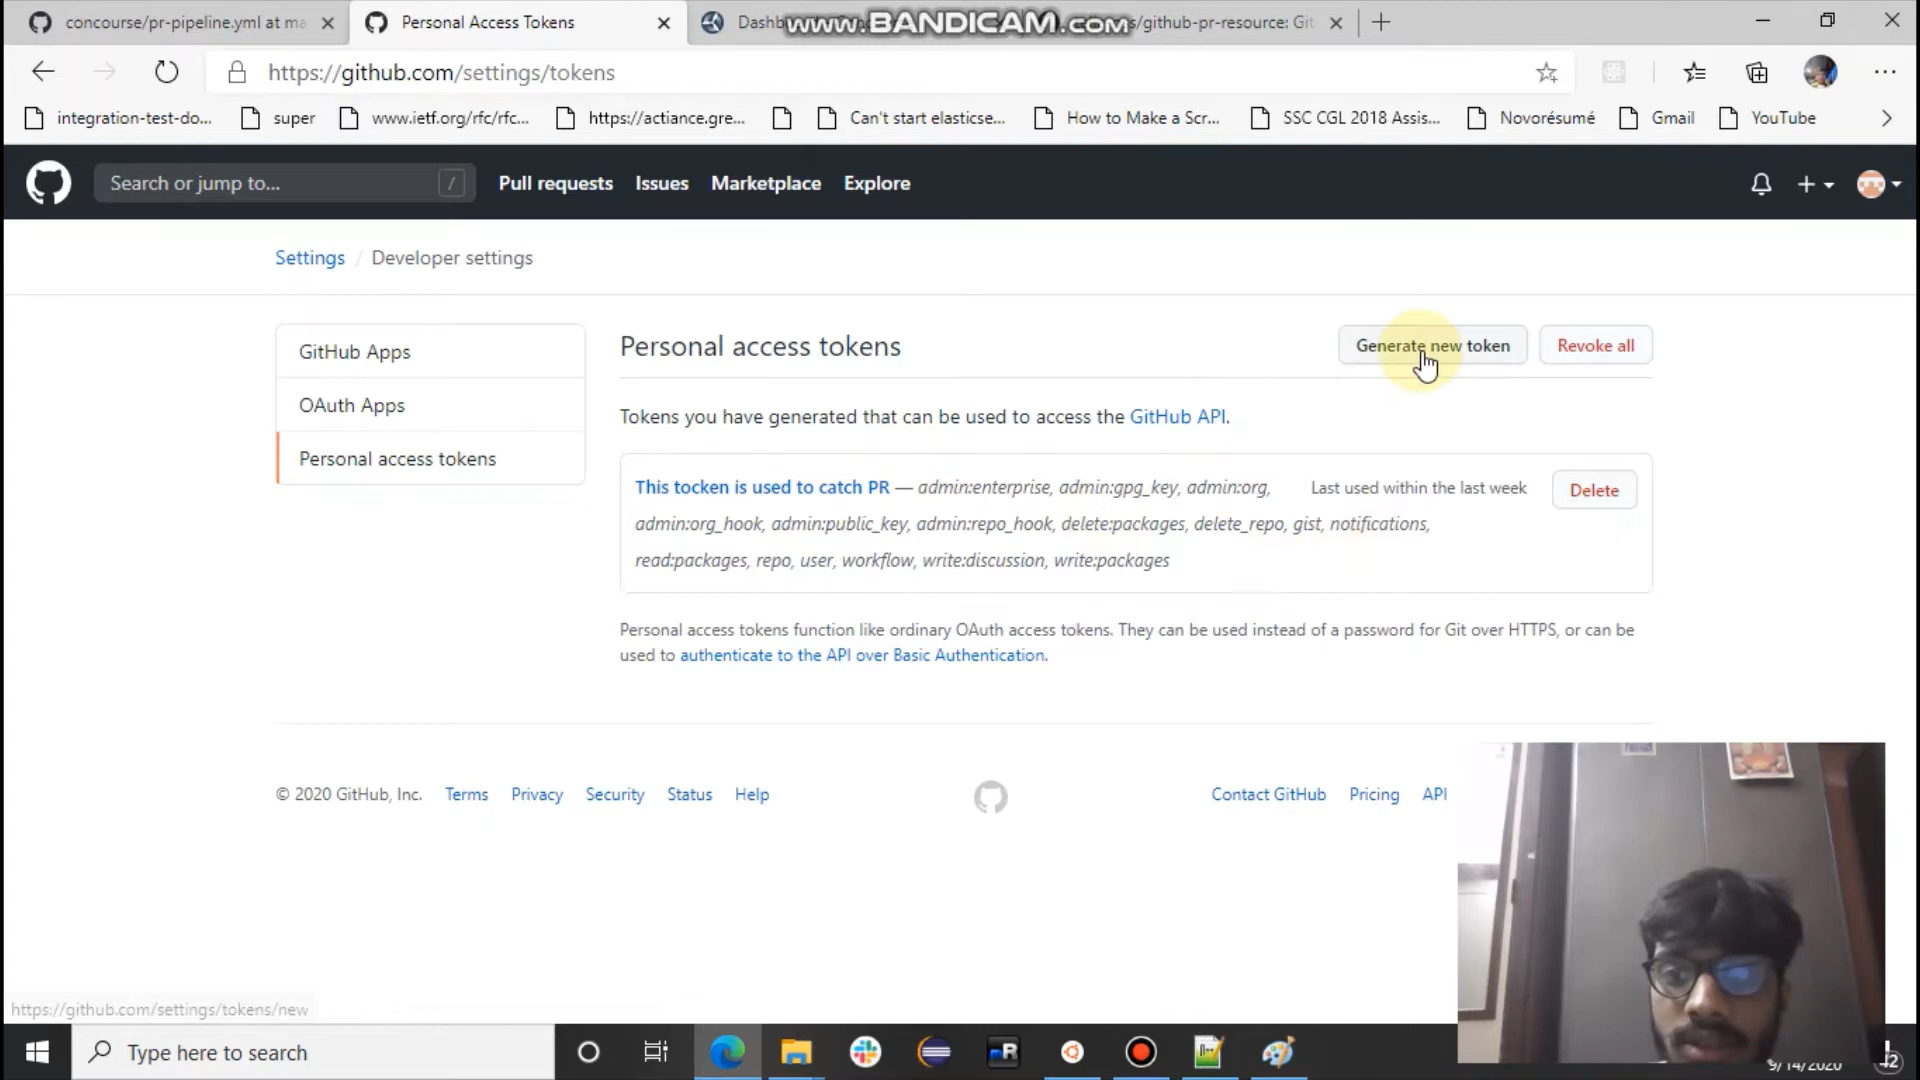 concourse/pr-pipeline.yml at ma
Personal Access Tokens
Dashb
www.BANDICAM.com
s/github-pr-resource: Git
https://github.com/settings/tokens
integration-test-do...
super
www.ietf.org/rfc/rfc...
https://actiance.gre...
Can't start elasticse...
How to Make a Scr...
SSC CGL 2018 Assis...
Novorésumé
Gmail
YouTube
Search or jump to...
/
Pull requests
Issues
Marketplace
Explore
Settings / Developer settings
GitHub Apps
OAuth Apps
Personal access tokens
Personal access tokens
Generate new token
Revoke all
Tokens you have generated that can be used to access the GitHub API.
This tocken is used to catch PR — admin:enterprise, admin:gpg_key, admin:org,
admin:org_hook, admin:public_key, admin:repo_hook, delete:packages, delete_repo, gist, notifications,
read:packages, repo, user, workflow, write:discussion, write:packages
Last used within the last week
Delete
Personal access tokens function like ordinary OAuth access tokens. They can be used instead of a password for Git over HTTPS, or can be
used to authenticate to the API over Basic Authentication.
© 2020 GitHub, Inc.
Terms
Privacy
Security
Status
Help
Contact GitHub
Pricing
API
https://github.com/settings/tokens/new
Type here to search
9/14/2020